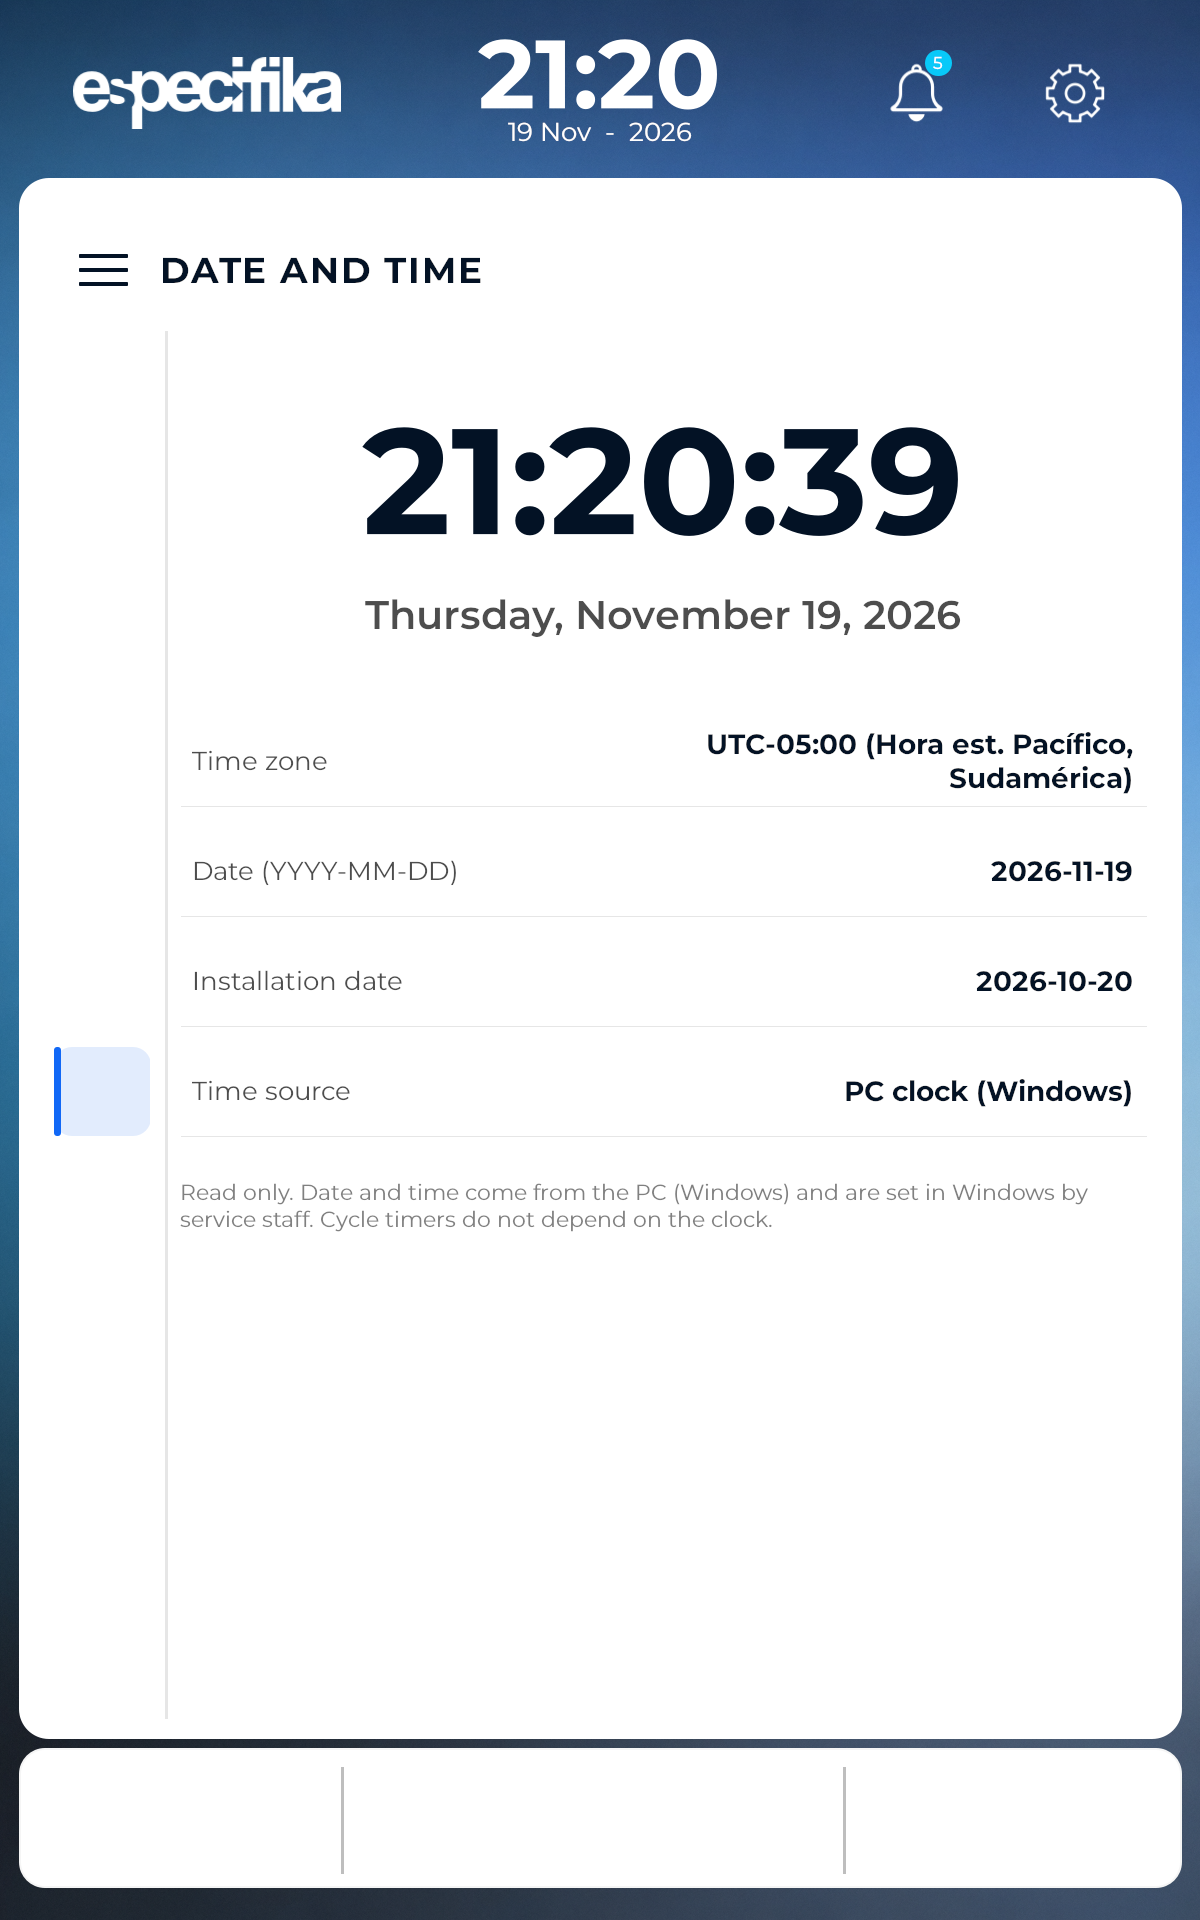 especifika
21:20
19 Nov - 2026
5
DATE AND TIME
21:20:39
Thursday, November 19, 2026
Time zone
UTC-05:00 (Hora est. Pacífico,
Sudamérica)
Date (YYYY-MM-DD)
2026-11-19
Installation date
2026-10-20
Time source
PC clock (Windows)
Read only. Date and time come from the PC (Windows) and are set in Windows by
service staff. Cycle timers do not depend on the clock.